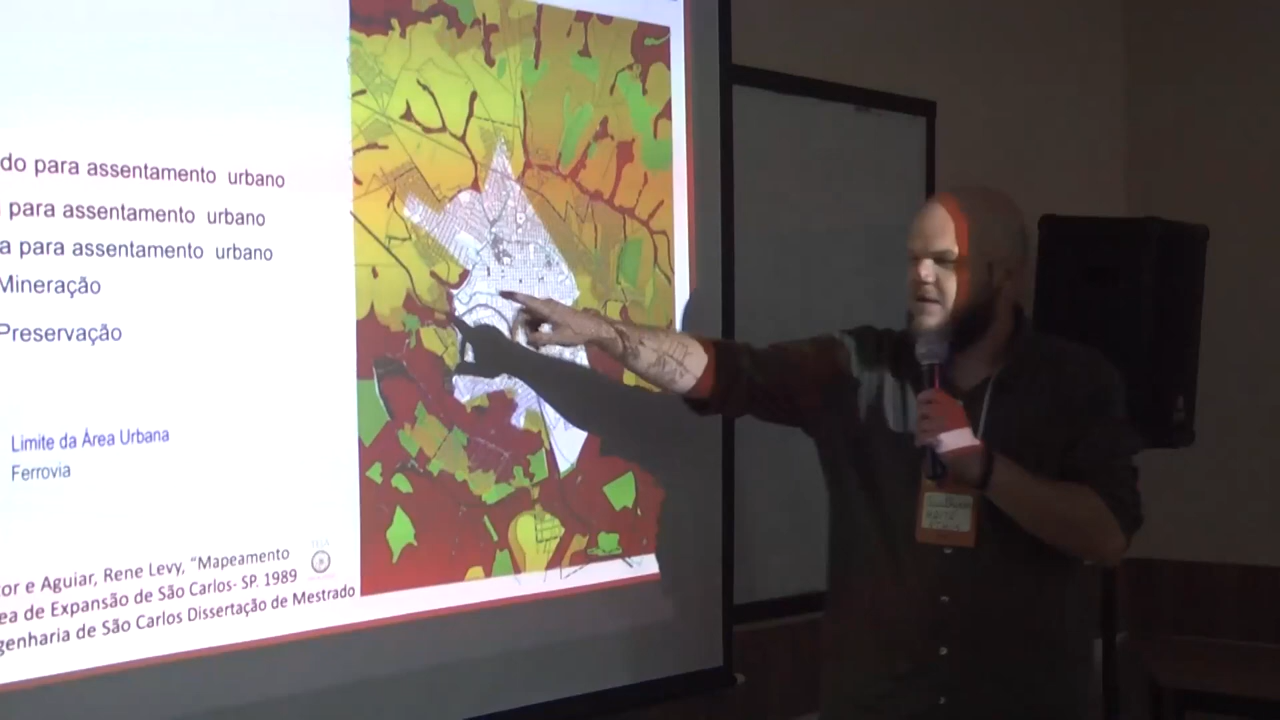 do para assentamento urbano
para assentamento urbano
a para assentamento urbano
Mineração
Preservação
Limite da Área Urbana
Ferrovia
or e Aguiar, Rene Levy, “Mapeamento
ea de Expansão de São Carlos- SP. 1989
genharia de São Carlos Dissertação de Mestrado